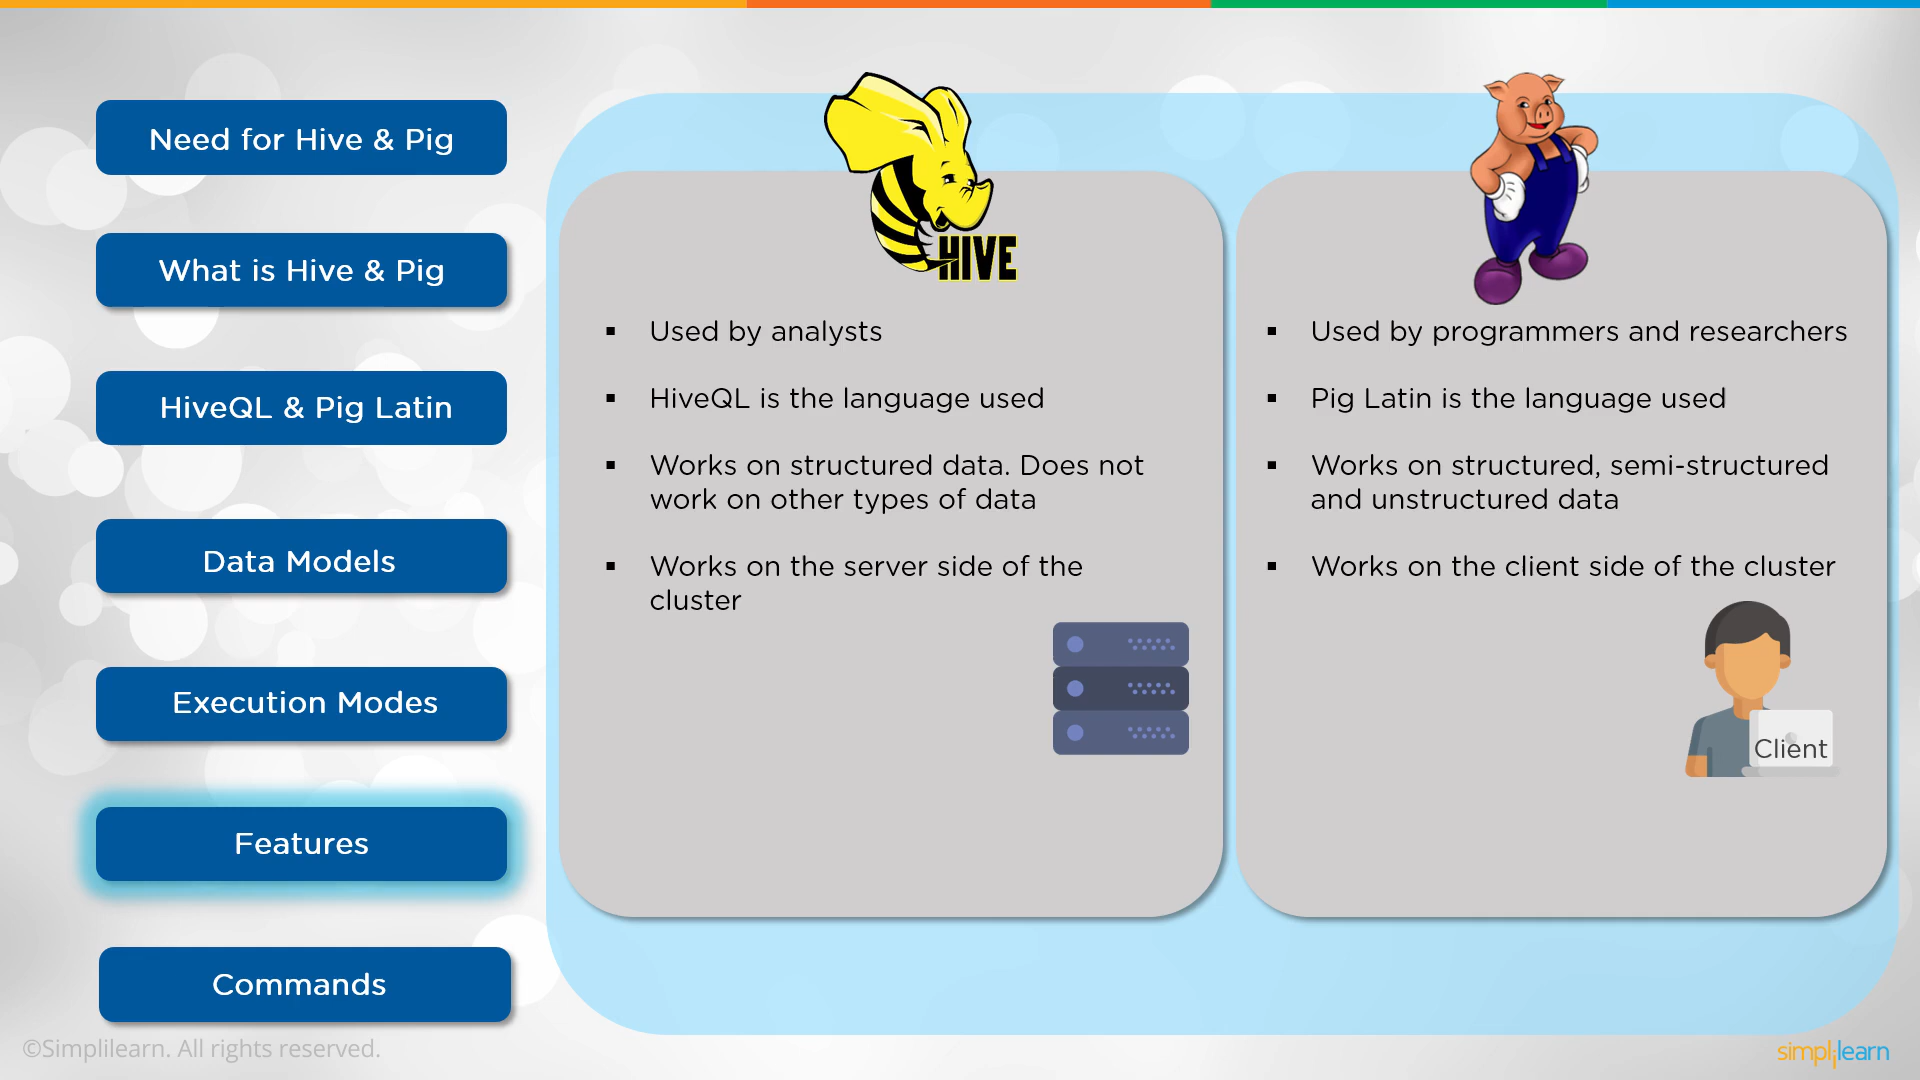 Need for Hive & Pig
What is Hive & Pig
HiveQL & Pig Latin
Data Models
Execution Modes
Features
Commands
HIVE
▪ Used by analysts
▪ HiveQL is the language used
▪ Works on structured data. Does not
work on other types of data
▪ Works on the server side of the
cluster
▪ Used by programmers and researchers
▪ Pig Latin is the language used
▪ Works on structured, semi-structured
and unstructured data
▪ Works on the client side of the cluster
Client
©Simplilearn. All rights reserved.
simplilearn